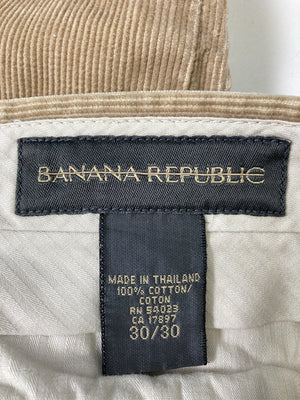 BANANA REPUBLIC
MADE IN THAILAND
100% COTTON/
COTON
RN 54023
CA 17897
30/30